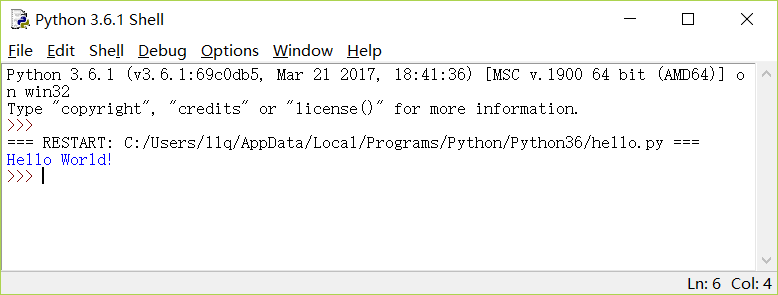 Python 3.6.1 Shell
File Edit Shell Debug Options Window Help
Python 3.6.1 (v3.6.1:69c0db5, Mar 21 2017, 18:41:36) [MSC v.1900 64 bit (AMD64)] o
n win32
Type "copyright", "credits" or "license()" for more information.
>>>
=== RESTART: C:/Users/llq/AppData/Local/Programs/Python/Python36/hello.py ===
Hello World!
>>>
Ln: 6 Col: 4